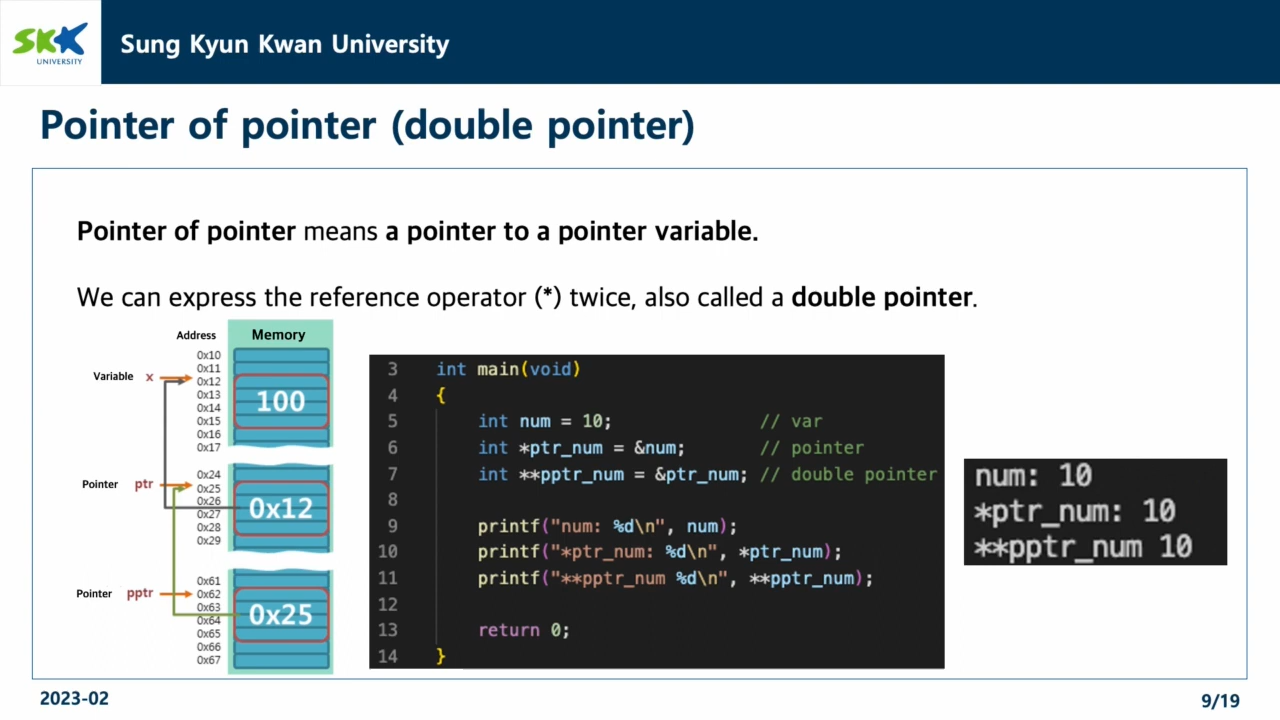 SKK
UNIVERSITY
Sung Kyun Kwan University
Pointer of pointer (double pointer)
Pointer of pointer means a pointer to a pointer variable.
We can express the reference operator (*) twice, also called a double pointer.
Address
Memory
0x10
0x11
0x12
0x13
0x14
0x15
0x16
0x17
Variable x
100
0x24
0x25
0x26
0x27
0x28
0x29
Pointer ptr
0x12
0x61
0x62
0x63
0x64
0x65
0x66
0x67
Pointer pptr
0x25
3 int main(void)
4 {
5 int num = 10; // var
6 int *ptr_num = &num; // pointer
7 int **pptr_num = &ptr_num; // double pointer
8
9 printf("num: %d\n", num);
10 printf("*ptr_num: %d\n", *ptr_num);
11 printf("**pptr_num %d\n", **pptr_num);
12
13 return 0;
14 }
num: 10
*ptr_num: 10
**pptr_num 10
2023-02
9/19